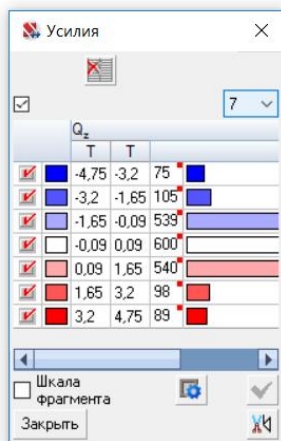 Усилия
7
Qz
Т Т
-4,75 -3,2 75
-3,2 -1,65 105
-1,65 -0,09 539
-0,09 0,09 600
0,09 1,65 540
1,65 3,2 98
3,2 4,75 89
Шкала
фрагмента
Закрыть